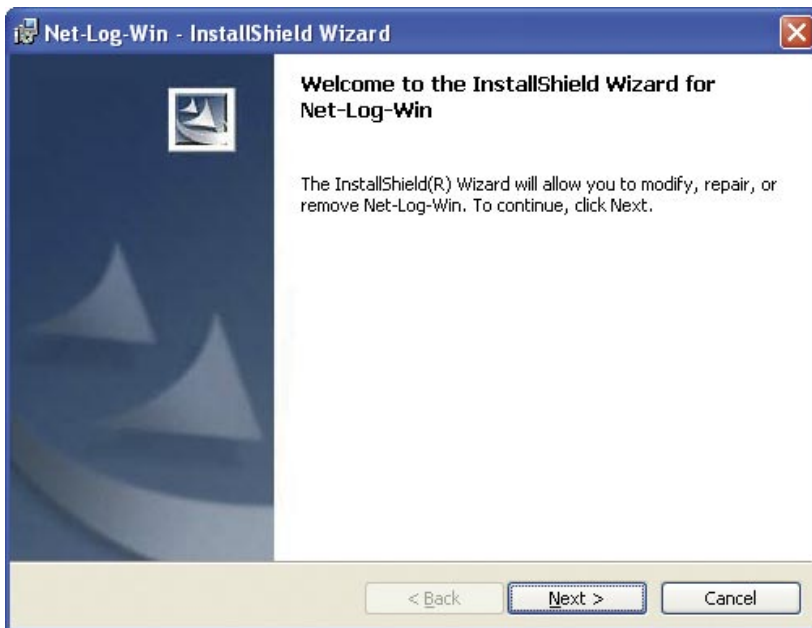 Net-Log-Win - InstallShield Wizard
Welcome to the InstallShield Wizard for
Net-Log-Win
The InstallShield(R) Wizard will allow you to modify, repair, or
remove Net-Log-Win. To continue, click Next.
< Back
Next >
Cancel